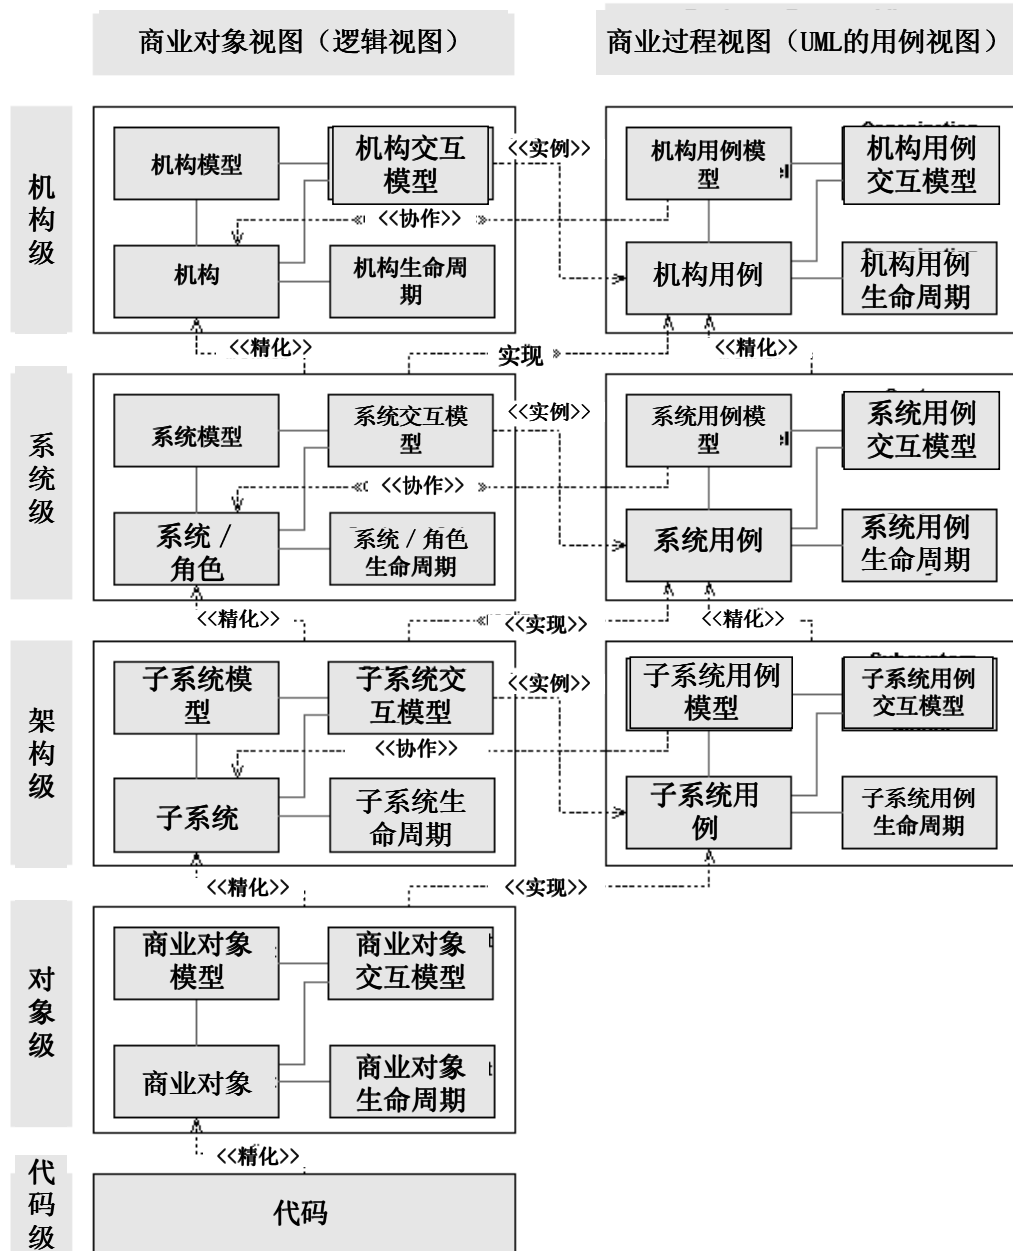 商业对象视图（逻辑视图）
商业过程视图（UML的用例视图）
机
构
级
机构模型
机构交互
模型
<<实例>>
机构用例模
型
机构用例
交互模型
<<协作>>
机构
机构生命周
期
机构用例
机构用例
生命周期
<<精化>>
实现
<<精化>>
系
统
级
系统模型
系统交互模
型
<<实例>>
系统用例模
型
系统用例
交互模型
<<协作>>
系统 /
角色
系统 / 角色
生命周期
系统用例
系统用例
生命周期
<<精化>>
<<实现>>
<<精化>>
架
构
级
子系统模
型
子系统交
互模型
<<实例>>
子系统用例
模型
子系统用例
交互模型
<<协作>>
子系统
子系统生
命周期
子系统用
例
子系统用例
生命周期
<<精化>>
<<实现>>
对
象
级
商业对象
模型
商业对象
交互模型
商业对象
商业对象
生命周期
<<精化>>
代
码
级
代码